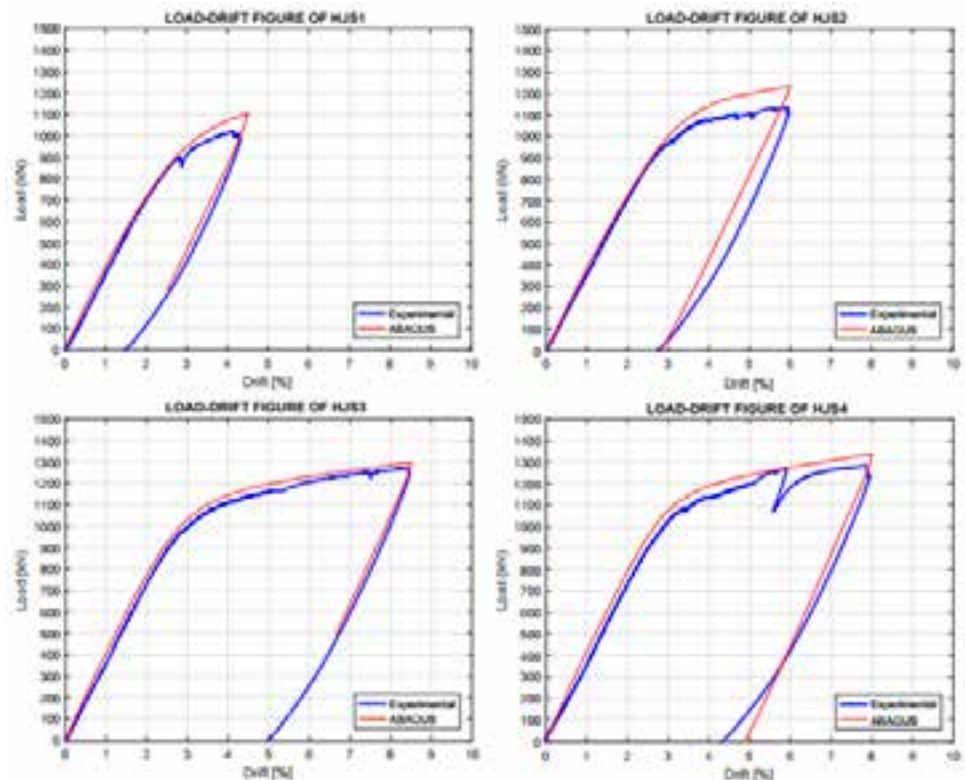 LOAD-DRIFT FIGURE OF HJS1
Load (kN)
1500
1400
1300
1200
1100
1000
900
800
700
600
500
400
300
200
100
0
0 1 2 3 4 5 6 7 8 9 10
Drift [%]
Experimental
ABAQUS
LOAD-DRIFT FIGURE OF HJS2
Load (kN)
1500
1400
1300
1200
1100
1000
900
800
700
600
500
400
300
200
100
0
0 1 2 3 4 5 6 7 8 9 10
Drift [%]
Experimental
ABAQUS
LOAD-DRIFT FIGURE OF HJS3
Load [kN]
1500
1400
1300
1200
1100
1000
900
800
700
600
500
400
300
200
100
0
0 1 2 3 4 5 6 7 8 9 10
Drift [%]
Experimental
ABAQUS
LOAD-DRIFT FIGURE OF HJS4
Load [kN]
1500
1400
1300
1200
1100
1000
900
800
700
600
500
400
300
200
100
0
0 1 2 3 4 5 6 7 8 9 10
Drift [%]
Experimental
ABAQUS